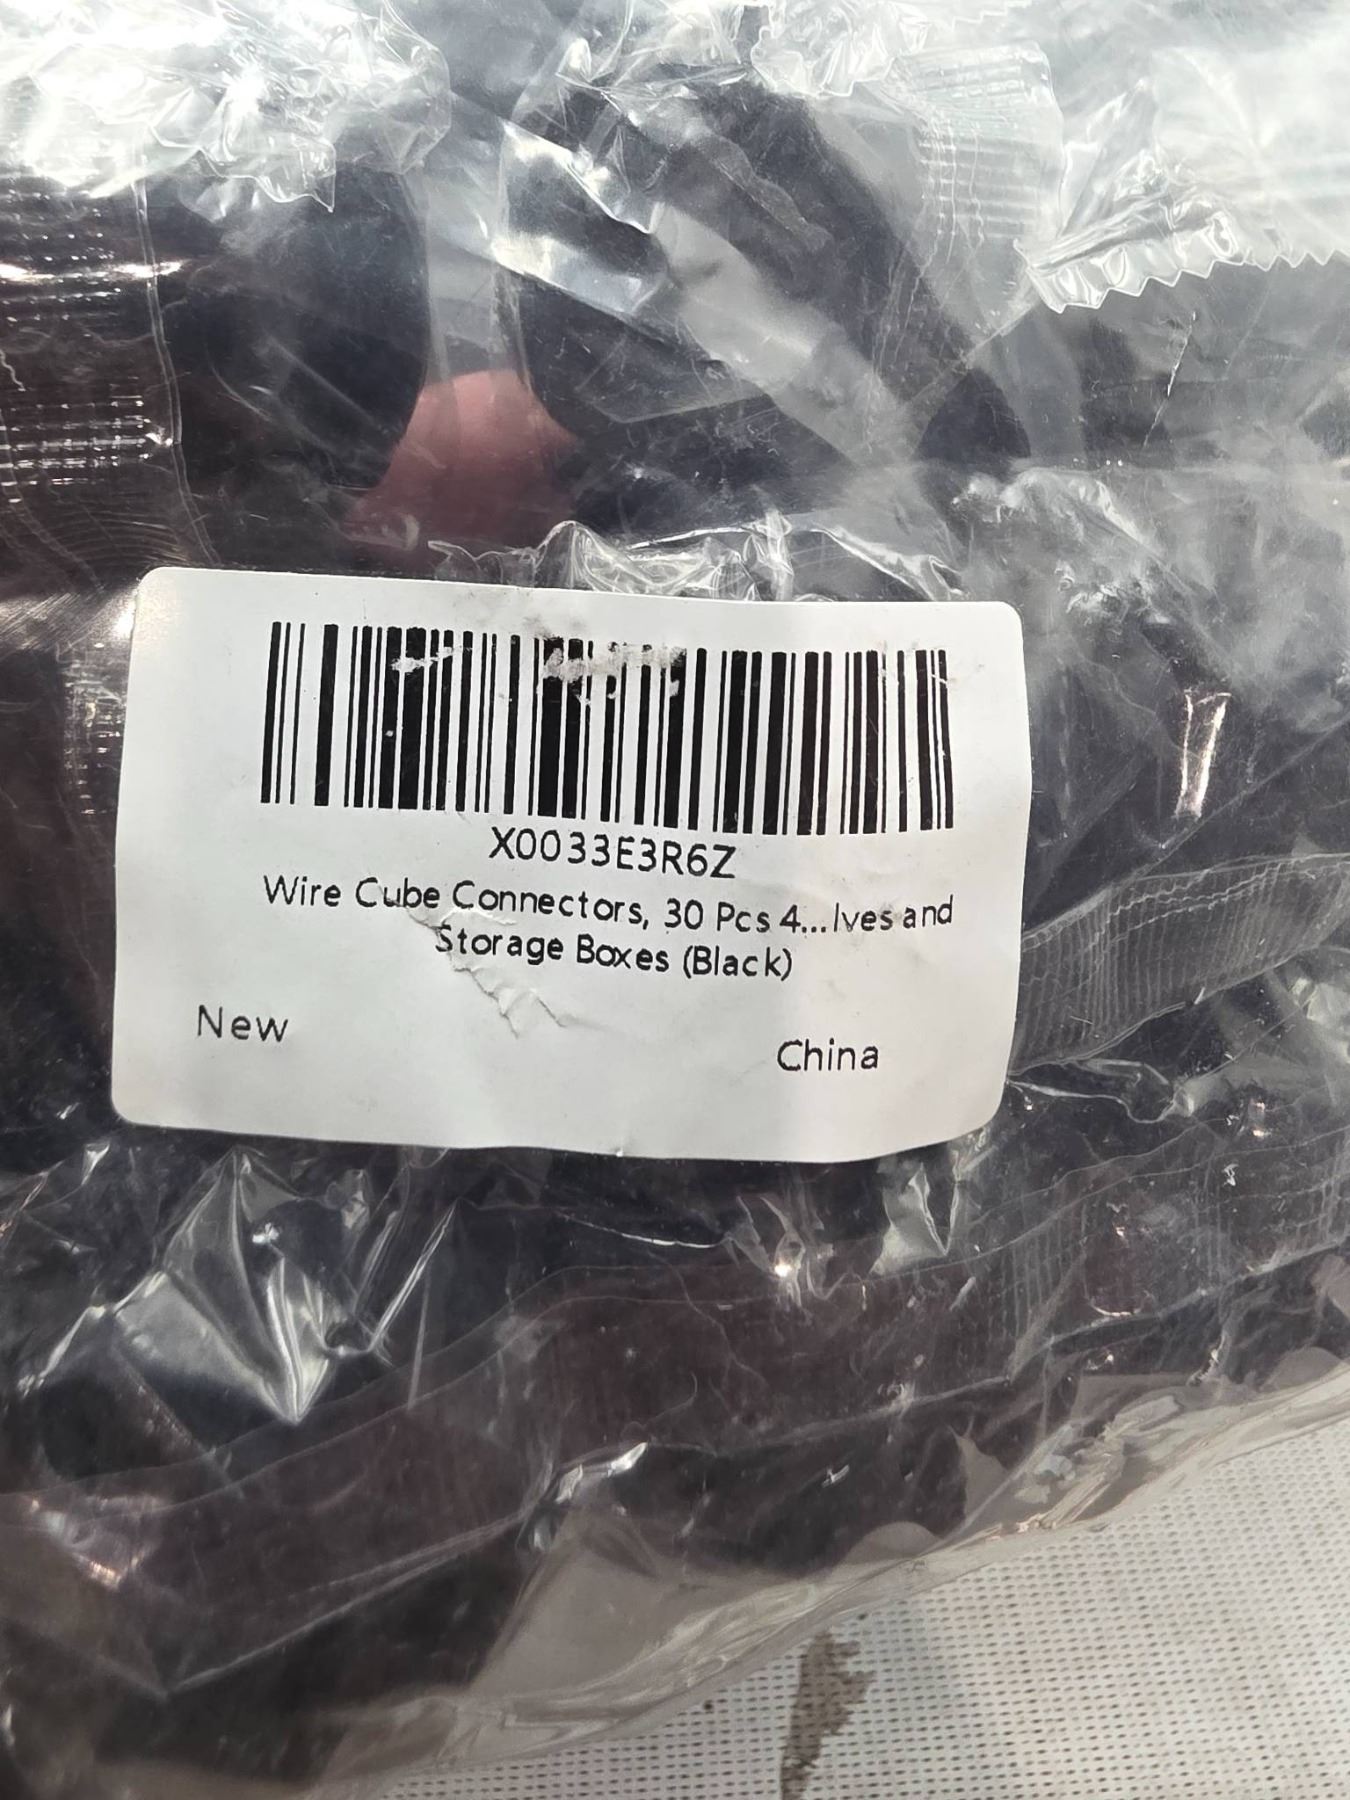 X0033E3R6Z
Wire Cube Connectors, 30 Pcs 4...lves and
Storage Boxes (Black)
New
China